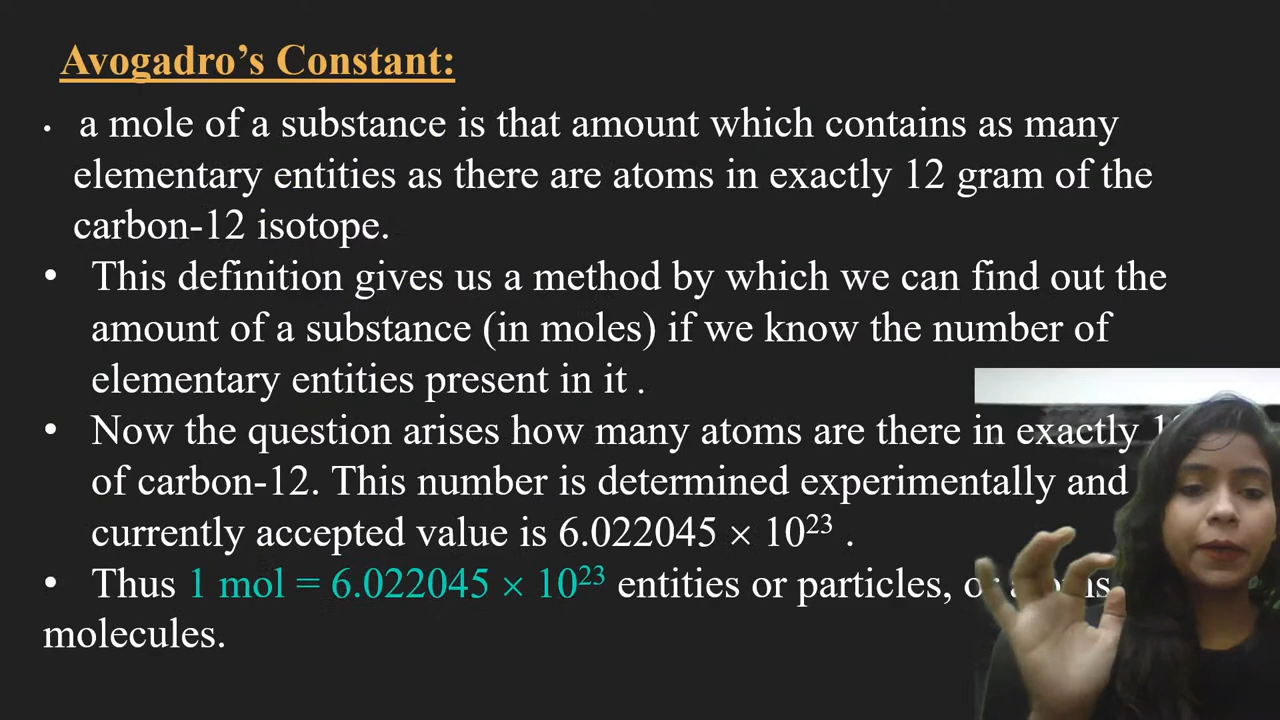 Avogadro’s Constant:
• a mole of a substance is that amount which contains as many
elementary entities as there are atoms in exactly 12 gram of the
carbon-12 isotope.
• This definition gives us a method by which we can find out the
amount of a substance (in moles) if we know the number of
elementary entities present in it .
• Now the question arises how many atoms are there in exactly
of carbon-12. This number is determined experimentally and
currently accepted value is 6.022045 × 10²³ .
• Thus 1 mol = 6.022045 × 10²³ entities or particles,
molecules.